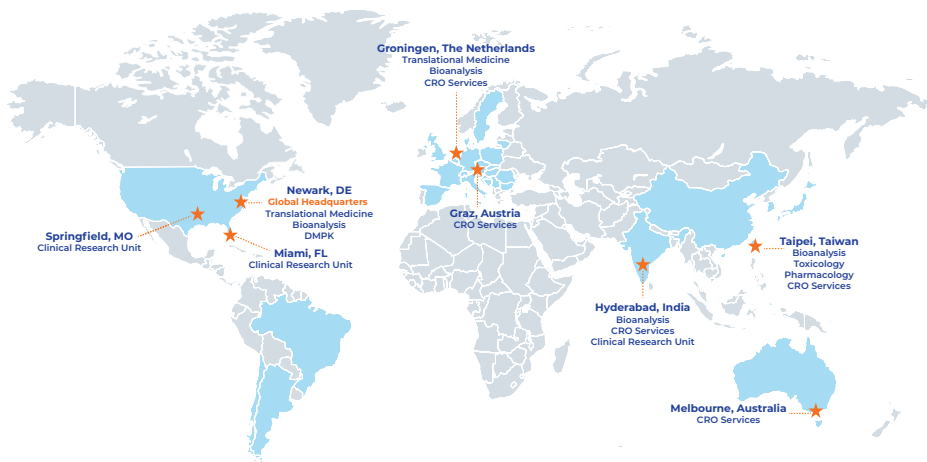 Groningen, The Netherlands
Translational Medicine
Bioanalysis
CRO Services
Newark, DE
Global Headquarters
Translational Medicine
Bioanalysis
DMPK
Springfield, MO
Clinical Research Unit
Miami, FL
Clinical Research Unit
Graz, Austria
CRO Services
Taipei, Taiwan
Bioanalysis
Toxicology
Pharmacology
CRO Services
Hyderabad, India
Bioanalysis
CRO Services
Clinical Research Unit
Melbourne, Australia
CRO Services